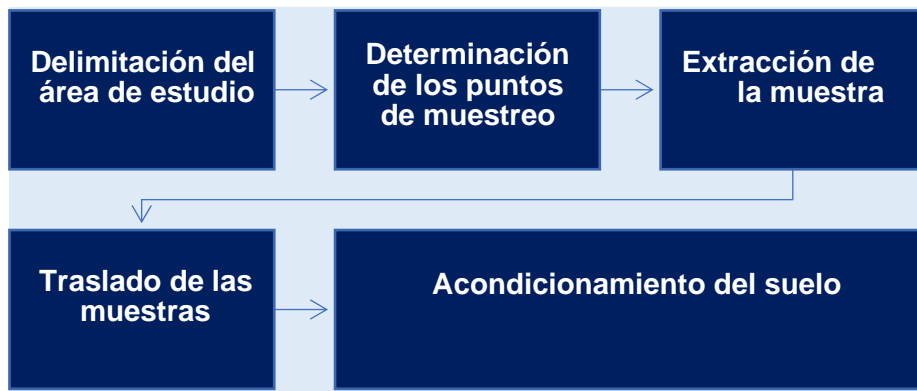 Delimitación del
área de estudio
Determinación
de los puntos
de muestreo
Extracción de
la muestra
Traslado de las
muestras
Acondicionamiento del suelo